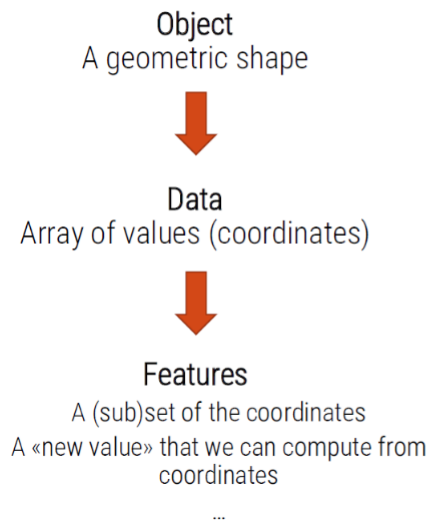 Object
A geometric shape
Data
Array of values (coordinates)
Features
A (sub)set of the coordinates
A «new value» that we can compute from
coordinates
...